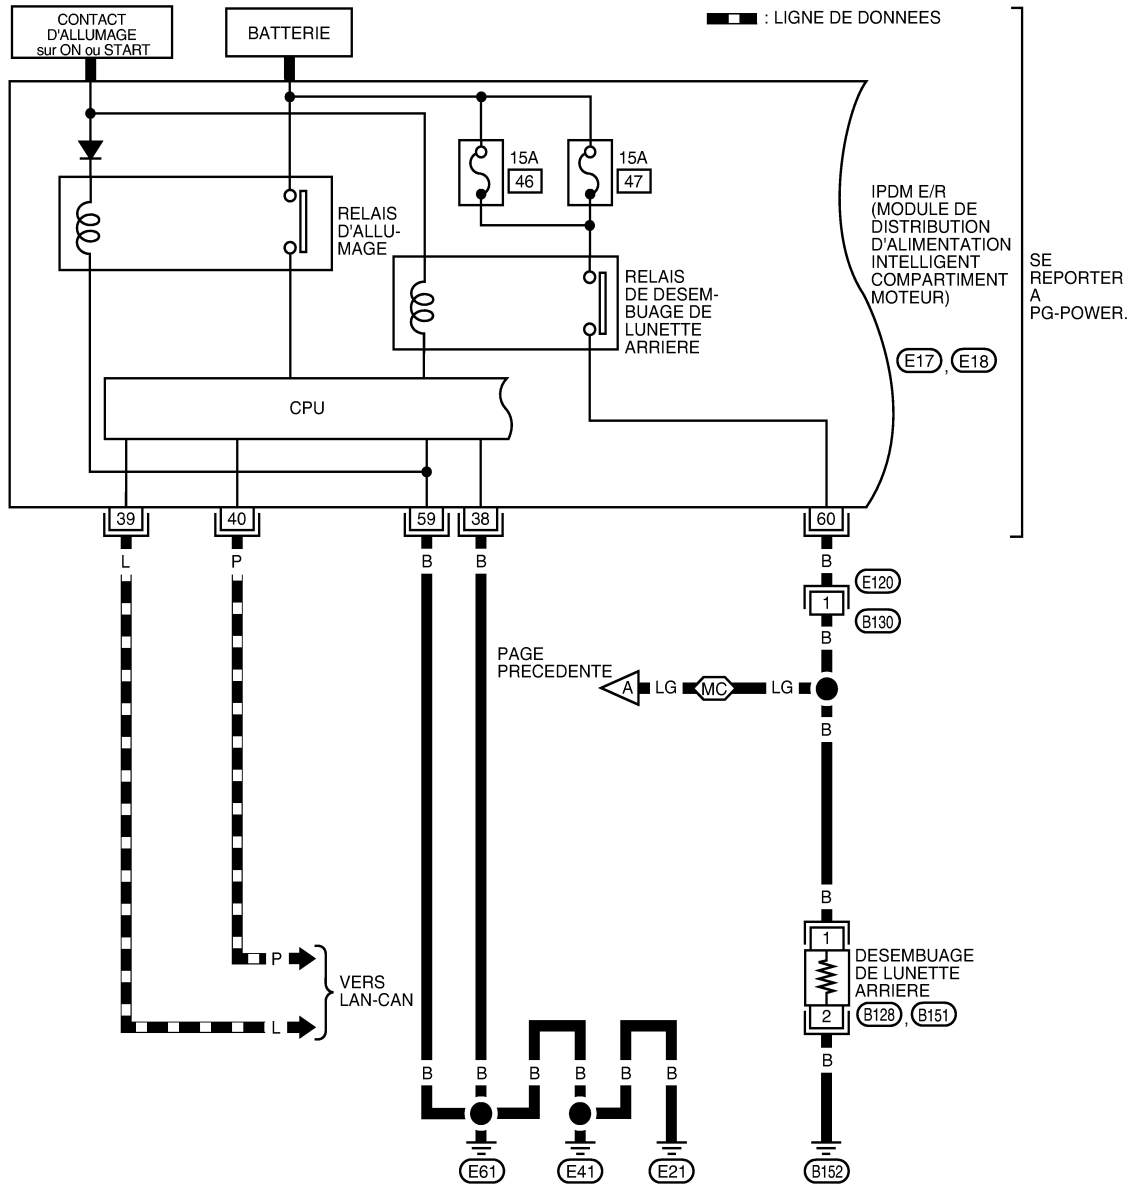 CONTACT
D'ALLUMAGE
sur ON ou START
BATTERIE
: LIGNE DE DONNEES
15A
46
15A
47
RELAIS
D'ALLU-
MAGE
RELAIS
DE DESEM-
BUAGE DE
LUNETTE
ARRIERE
IPDM E/R
(MODULE DE
DISTRIBUTION
D'ALIMENTATION
INTELLIGENT
COMPARTIMENT
MOTEUR)
E17 , E18
SE
REPORTER
A
PG-POWER.
CPU
39
40
59
38
60
L
P
B
B
B
E120
1
B130
B
PAGE
PRECEDENTE
A
LG
MC
LG
B
B
1
DESEMBUAGE
DE LUNETTE
ARRIERE
2
B128 , B151
P
L
VERS
LAN-CAN
B
B
B
B
B
B
B
E61
E41
E21
B152